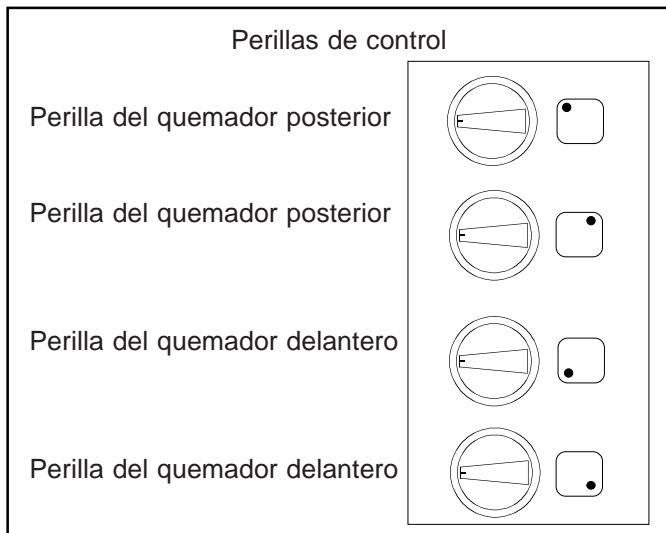 Perillas de control
Perilla del quemador posterior
Perilla del quemador posterior
Perilla del quemador delantero
Perilla del quemador delantero